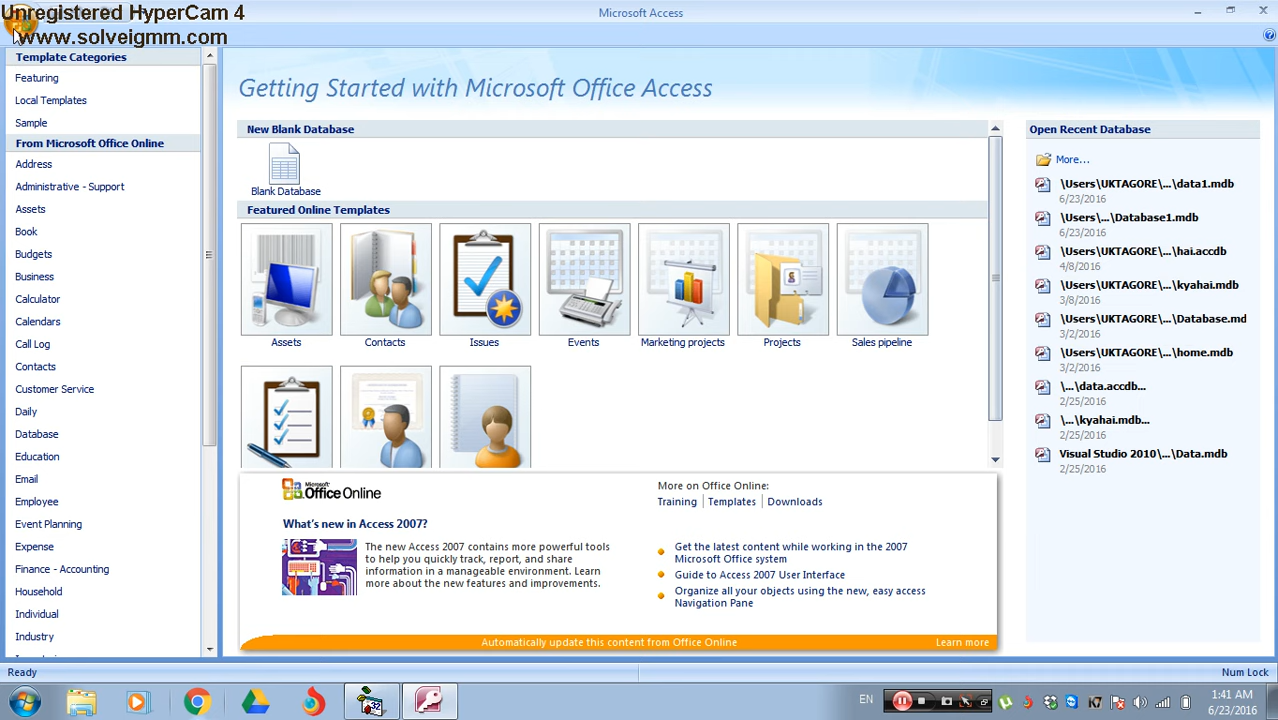 Unregistered HyperCam 4
www.solveigmm.com
Microsoft Access
Template Categories
Featuring
Local Templates
Sample
From Microsoft Office Online
Address
Administrative - Support
Assets
Book
Budgets
Business
Calculator
Calendars
Call Log
Contacts
Customer Service
Daily
Database
Education
Email
Employee
Event Planning
Expense
Finance - Accounting
Household
Individual
Industry
Getting Started with Microsoft Office Access
New Blank Database
Blank Database
Featured Online Templates
Assets
Contacts
Issues
Events
Marketing projects
Projects
Sales pipeline
Microsoft
Office Online
What's new in Access 2007?
The new Access 2007 contains more powerful tools
to help you quickly track, report, and share
information in a manageable environment. Learn
more about the new features and improvements.
More on Office Online:
Training | Templates | Downloads
Get the latest content while working in the 2007
Microsoft Office system
Guide to Access 2007 User Interface
Organize all your objects using the new, easy access
Navigation Pane
Automatically update this content from Office Online
Learn more
Open Recent Database
More...
\Users\UKTAGORE\...\data1.mdb
6/23/2016
\Users\...\Database1.mdb
6/23/2016
\Users\UKTAGORE\...\hai.accdb
4/8/2016
\Users\UKTAGORE\...\kyahai.mdb
3/8/2016
\Users\UKTAGORE\...\Database.md
3/2/2016
\Users\UKTAGORE\...\home.mdb
3/2/2016
\...\data.accdb...
2/25/2016
\...\kyahai.mdb...
2/25/2016
Visual Studio 2010\...\Data.mdb
2/25/2016
Ready
Num Lock
32
EN
1:41 AM
6/23/2016